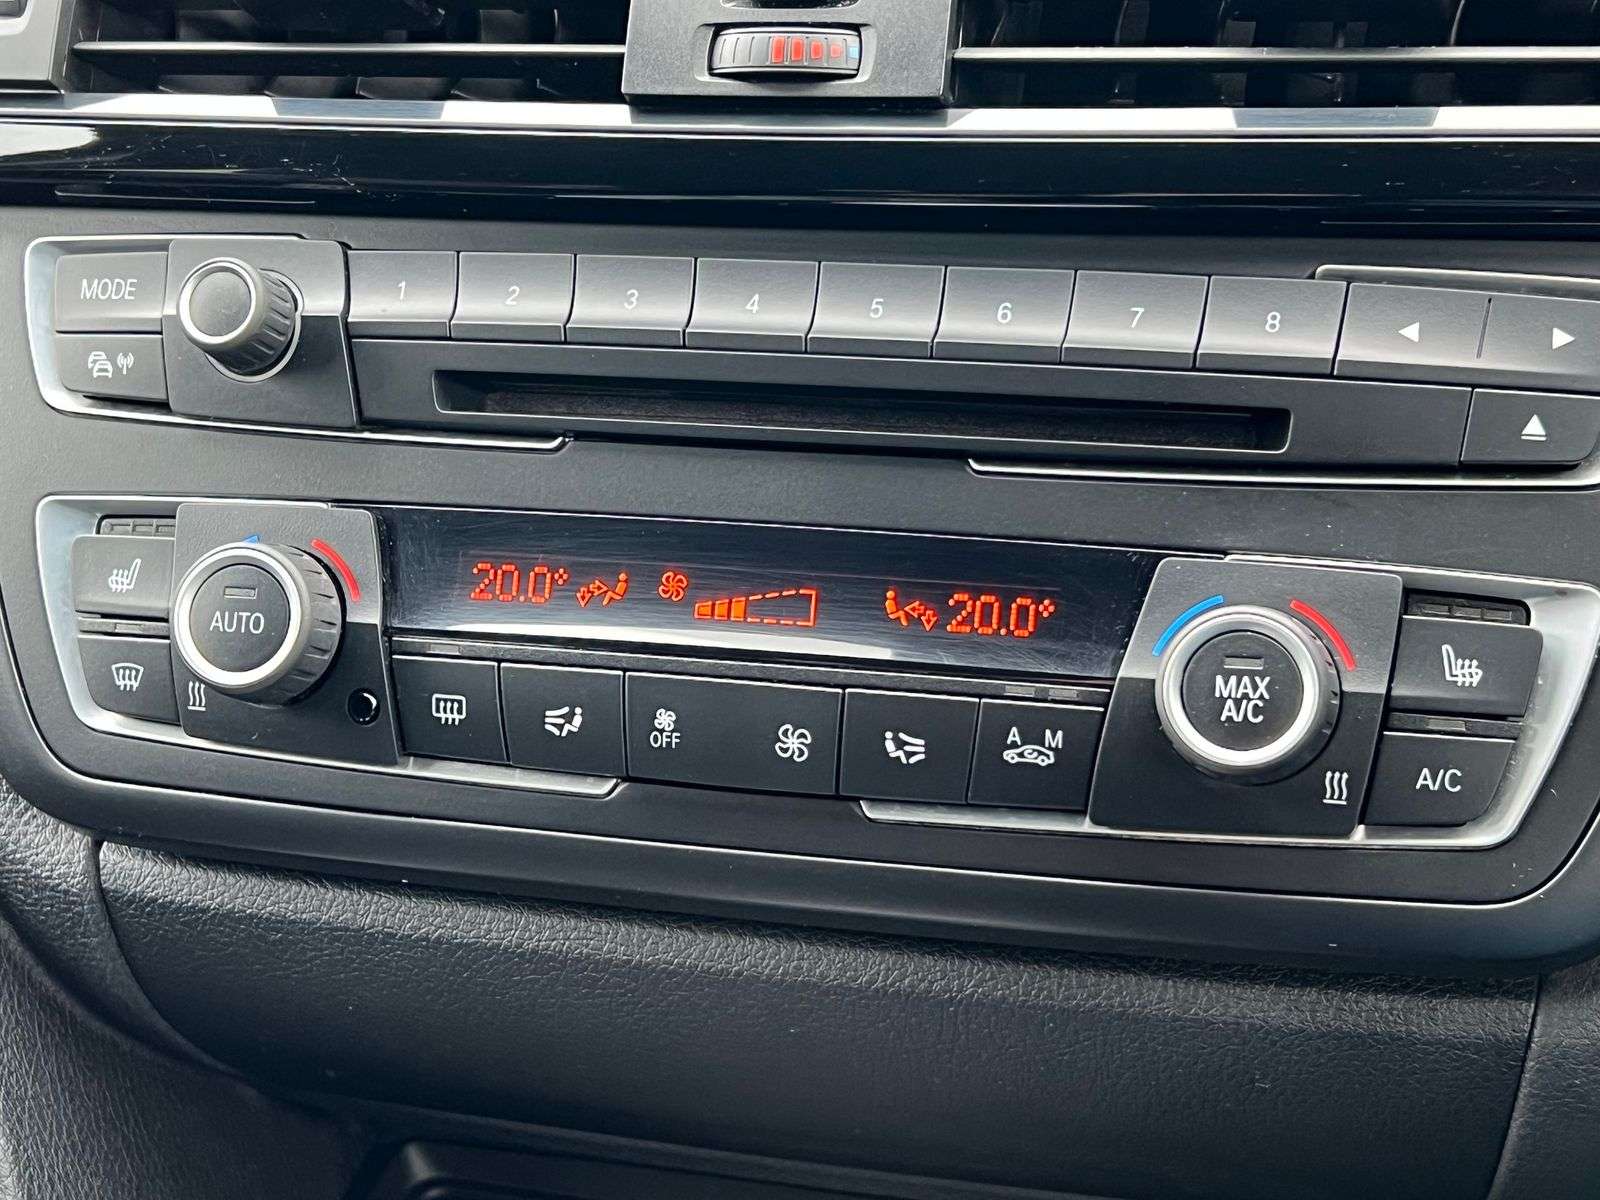 MODE 1 2 3 4 5 6 7 8
20.0° 20.0°
AUTO
MAX
A/C
OFF
A M
A/C